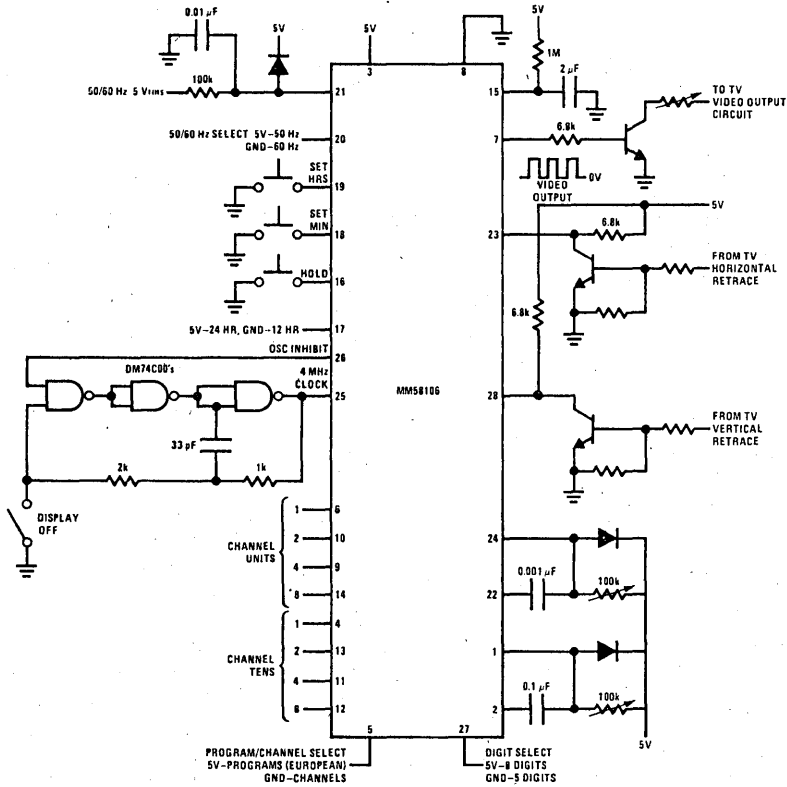 0.01 μF
5V
5V
5V
1M
3
8
100k
50/60 Hz 5 Vrms
21
15
2 μF
TO TV
VIDEO OUTPUT
CIRCUIT
50/60 Hz SELECT 5V–50 Hz
GND–60 Hz
20
7
6.8k
SET
HRS
19
VIDEO
OUTPUT
0V
5V
SET
MIN
18
23
6.8k
HOLD
16
FROM TV
HORIZONTAL
RETRACE
5V–24 HR, GND–12 HR
17
6.8k
OSC INHIBIT
26
DM74C00's
4 MHz
CLOCK
25
MM58106
28
33 pF
FROM TV
VERTICAL
RETRACE
2k
1k
DISPLAY
OFF
CHANNEL
UNITS
1
6
2
10
4
9
8
14
24
0.001 μF
100k
22
CHANNEL
TENS
1
4
2
13
4
11
8
12
1
0.1 μF
100k
2
5V
5
27
PROGRAM/CHANNEL SELECT
5V–PROGRAMS (EUROPEAN)
GND–CHANNELS
DIGIT SELECT
5V–8 DIGITS
GND–5 DIGITS